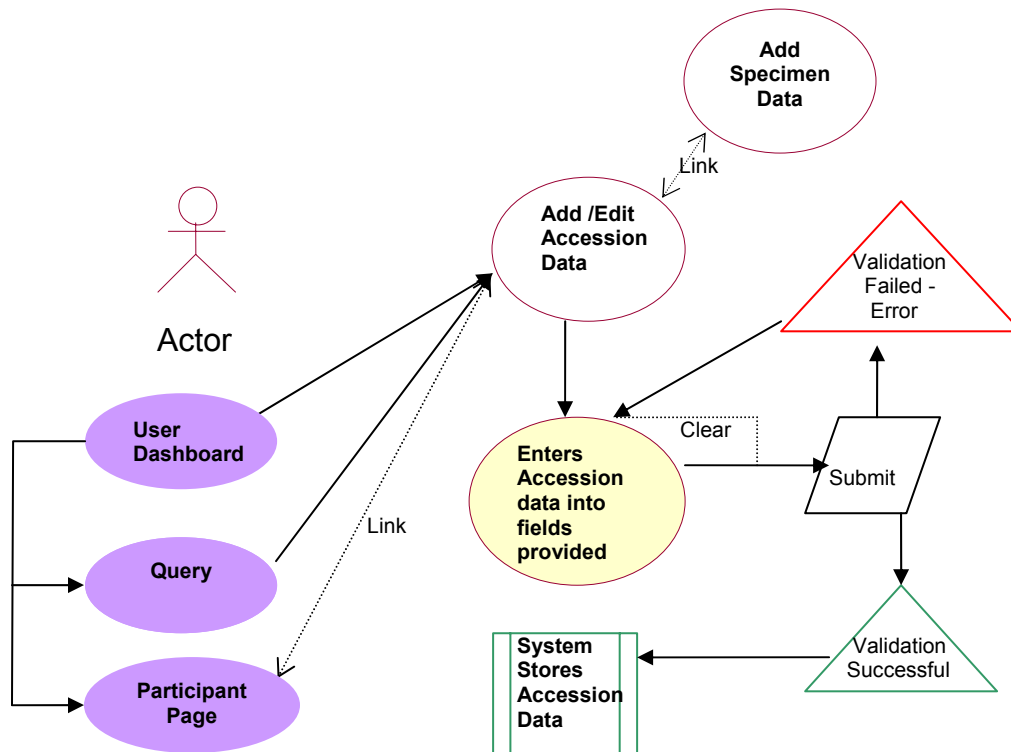 Add
Specimen
Data
Link
Add /Edit
Accession
Data
Validation
Failed -
Error
Actor
User
Dashboard
Clear
Enters
Accession
data into
fields
provided
Submit
Link
Query
System
Stores
Accession
Data
Validation
Successful
Participant
Page